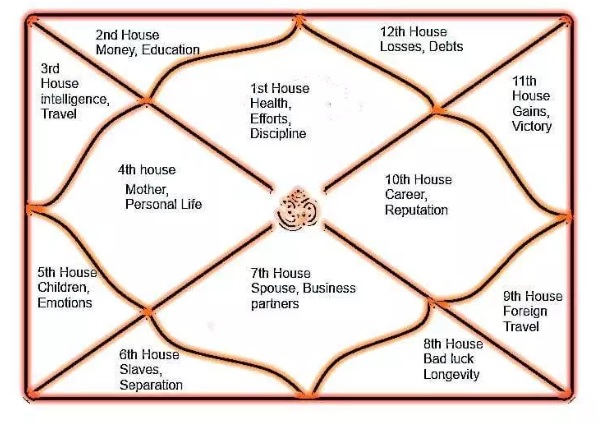 2nd House
Money, Education
12th House
Losses, Debts
3rd
House
intelligence,
Travel
1st House
Health,
Efforts,
Discipline
11th
House
Gains,
Victory
4th house
Mother,
Personal Life
10th House
Career,
Reputation
5th House
Children,
Emotions
7th House
Spouse, Business
partners
9th House
Foreign
Travel
6th House
Slaves,
Separation
8th House
Bad luck
Longevity